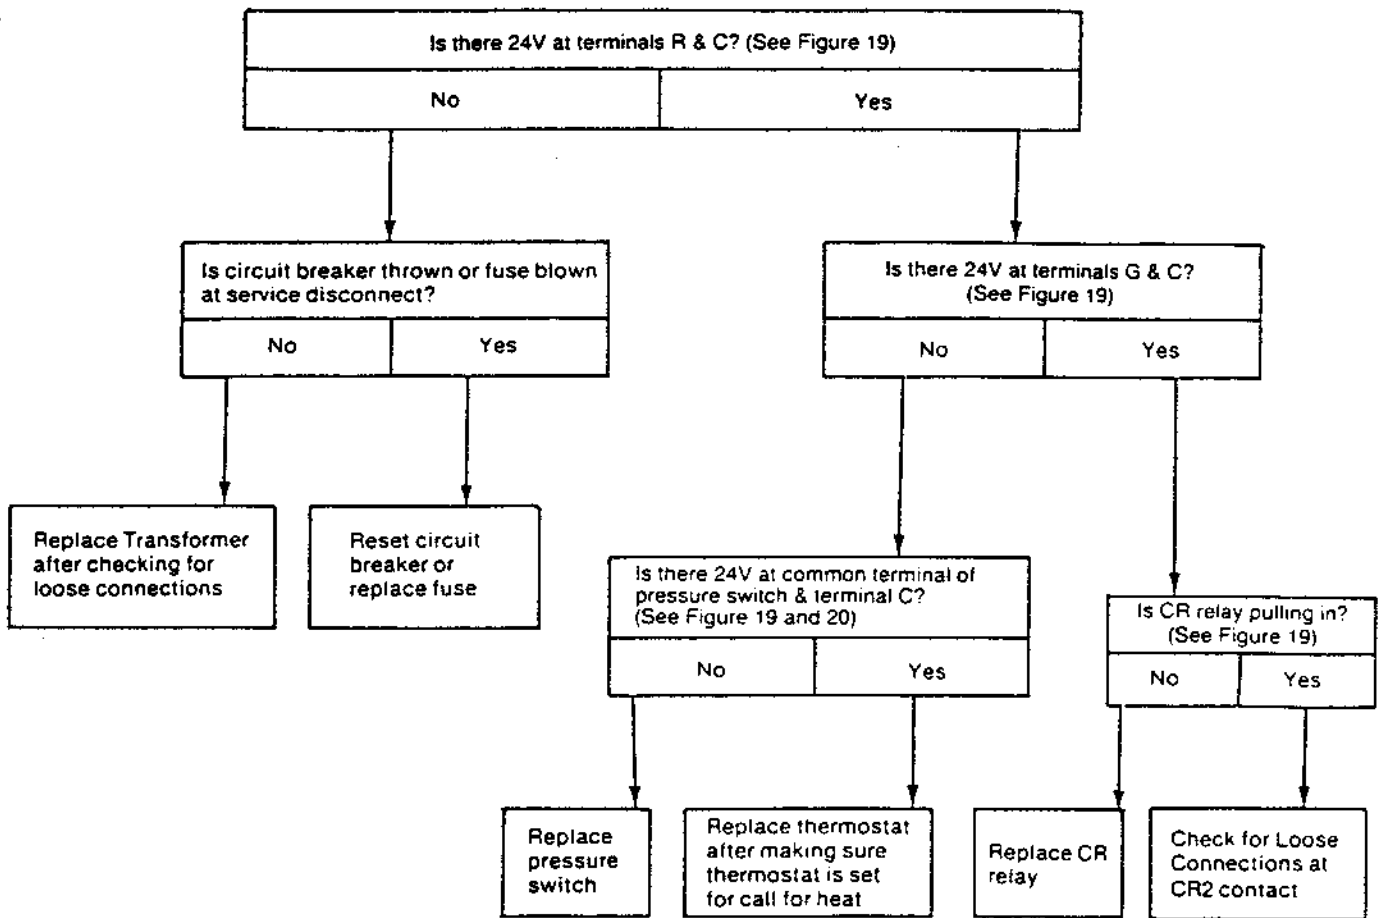 Is there 24V at terminals R & C? (See Figure 19)
No
Yes
Is circuit breaker thrown or fuse blown
at service disconnect?
No
Yes
Is there 24V at terminals G & C?
(See Figure 19)
No
Yes
Replace Transformer
after checking for
loose connections
Reset circuit
breaker or
replace fuse
Is there 24V at common terminal of
pressure switch & terminal C?
(See Figure 19 and 20)
No
Yes
Is CR relay pulling in?
(See Figure 19)
No
Yes
Replace
pressure
switch
Replace thermostat
after making sure
thermostat is set
for call for heat
Replace CR
relay
Check for Loose
Connections at
CR2 contact